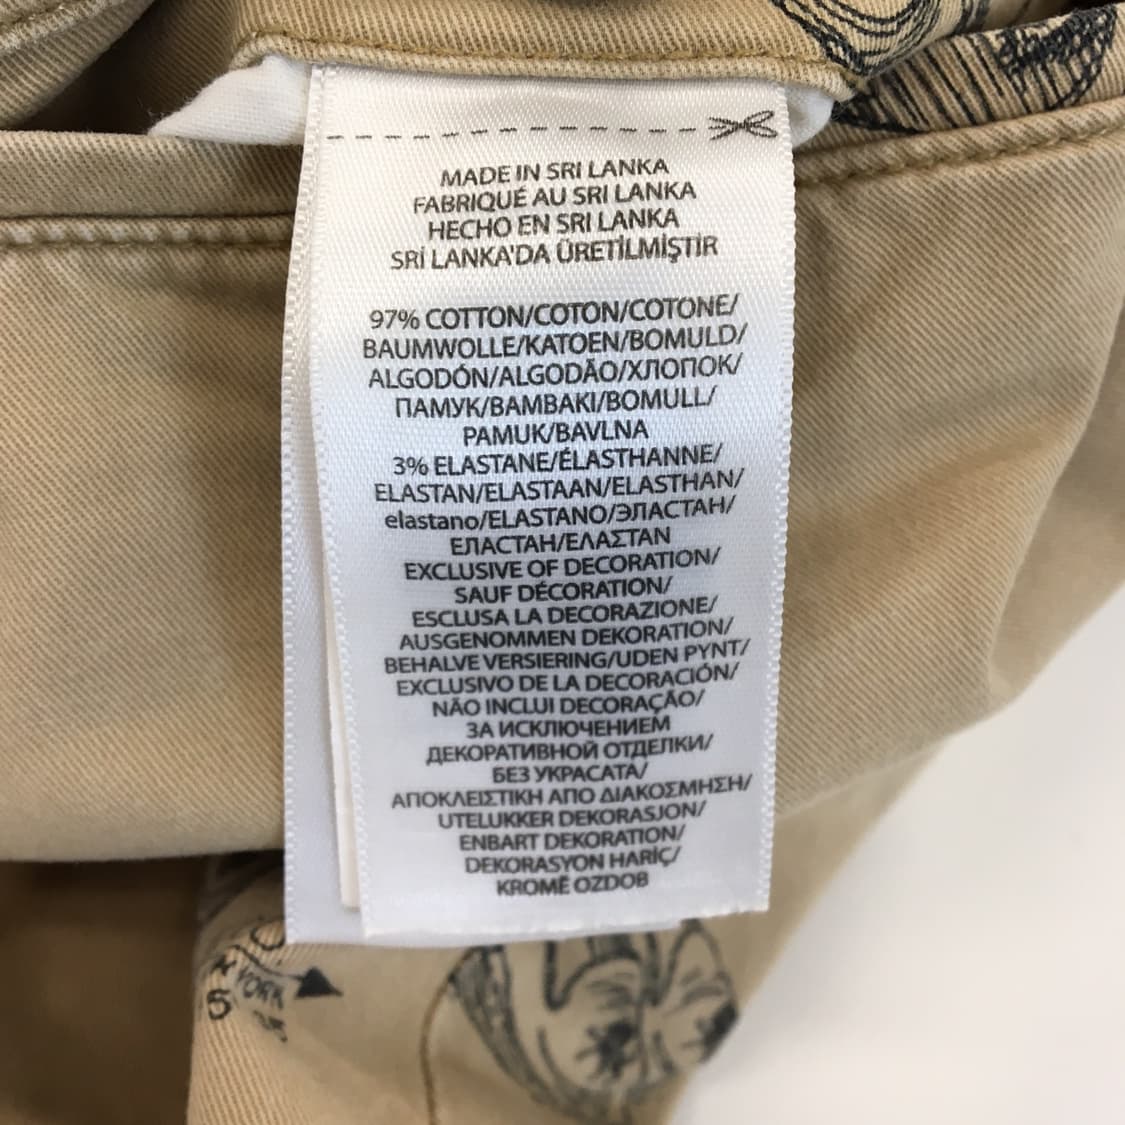 MADE IN SRI LANKA
FABRIQUÉ AU SRI LANKA
HECHO EN SRI LANKA
SRİ LANKA'DA ÜRETİLMİŞTİR
97% COTTON/COTON/COTONE/
BAUMWOLLE/KATOEN/BOMULD/
ALGODÓN/ALGODÃO/ХЛОПОК/
ПАМУК/ΒΑΜΒΑΚΙ/BOMULL/
PAMUK/BAVLNA
3% ELASTANE/ÉLASTHANNE/
ELASTAN/ELASTAAN/ELASTHAN/
elastano/ELASTANO/ЭЛАСТАН/
ЕЛАСТАН/ΕΛΑΣΤΑΝ
EXCLUSIVE OF DECORATION/
SAUF DÉCORATION/
ESCLUSA LA DECORAZIONE/
AUSGENOMMEN DEKORATION/
BEHALVE VERSIERING/UDEN PYNT/
EXCLUSIVO DE LA DECORACIÓN/
NÃO INCLUI DECORAÇÃO/
ЗА ИСКЛЮЧЕНИЕМ
ДЕКОРАТИВНОЙ ОТДЕЛКИ/
БЕЗ УКРАСАТА/
ΑΠΟΚΛΕΙΣΤΙΚΗ ΑΠΟ ΔΙΑΚΟΣΜΗΣΗ/
UTELUKKER DEKORASJON/
ENBART DEKORATION/
DEKORASYON HARİÇ/
KROMĚ OZDOB
YORK